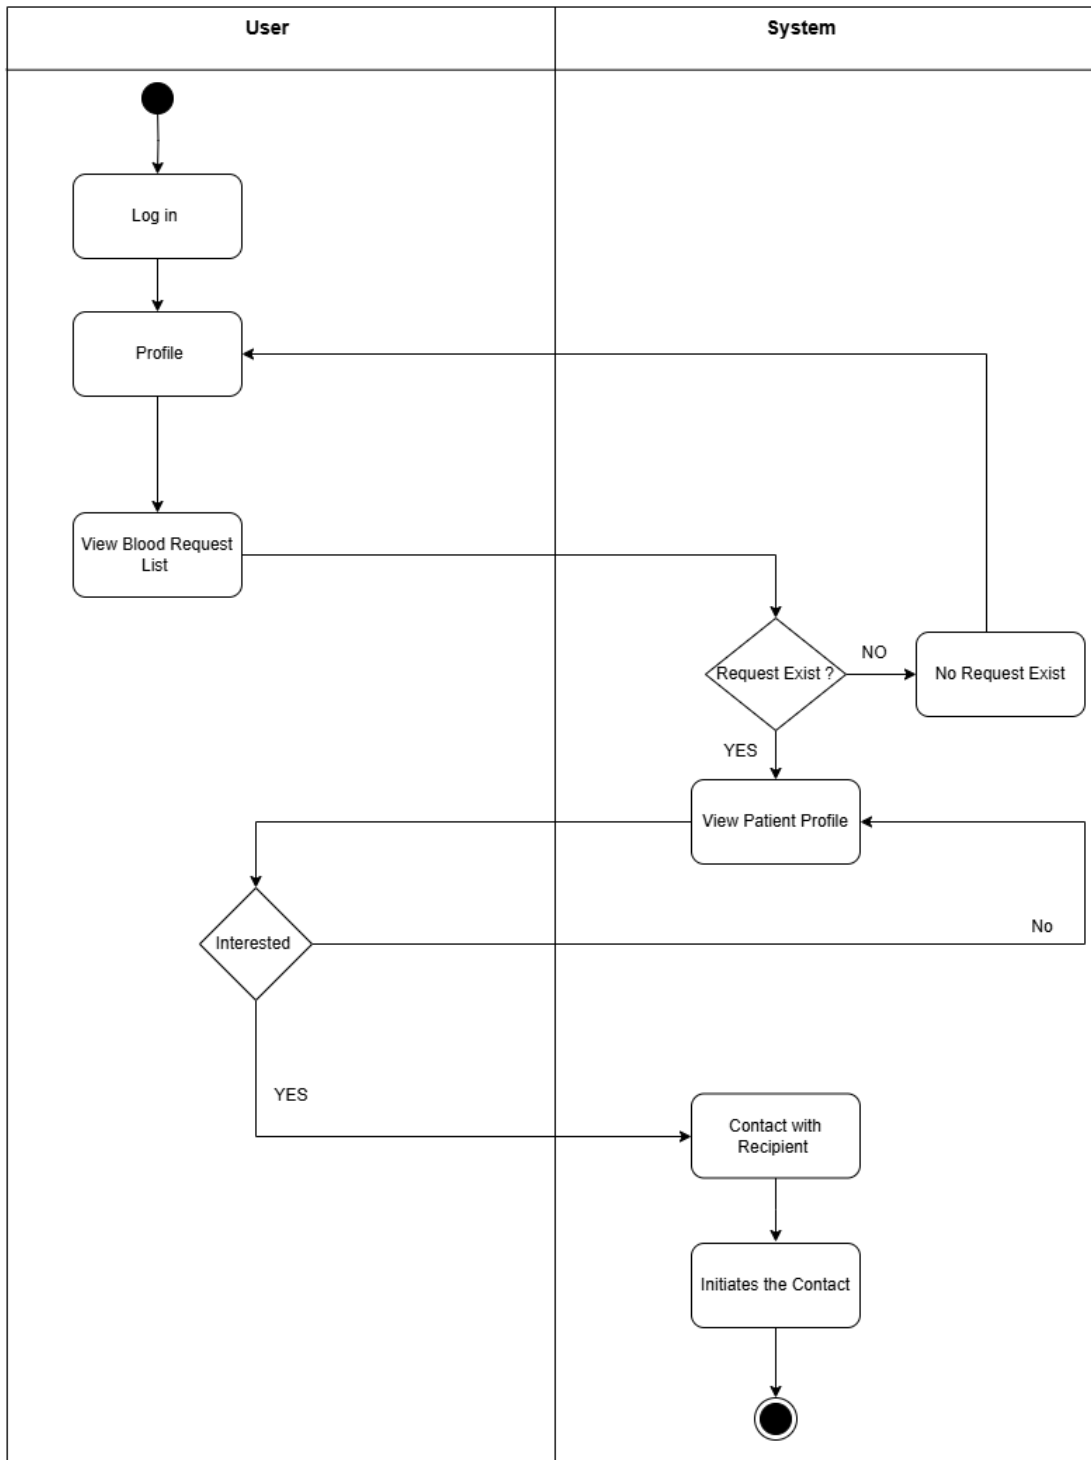 User
System
Log in
Profile
View Blood Request
List
Request Exist ?
NO
No Request Exist
YES
View Patient Profile
Interested
No
YES
Contact with
Recipient
Initiates the Contact